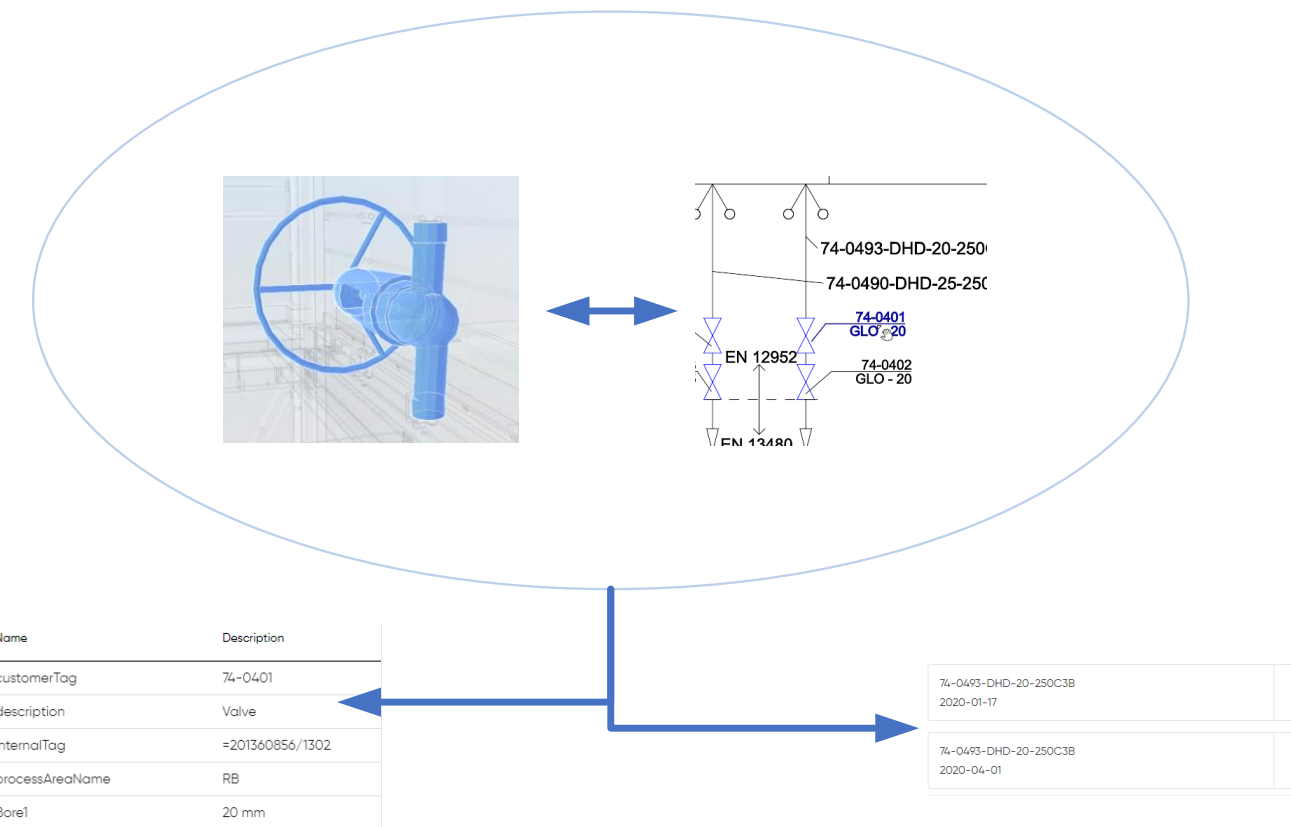 74-0493-DHD-20-250
74-0490-DHD-25-250
74-0401
GLO - 20
EN 12952
74-0402
GLO - 20
EN 13480
Name Description
customerTag 74-0401
description Valve
internalTag =201360856/1302
processAreaName RB
Bore1 20 mm
74-0493-DHD-20-250C3B
2020-01-17
74-0493-DHD-20-250C3B
2020-04-01